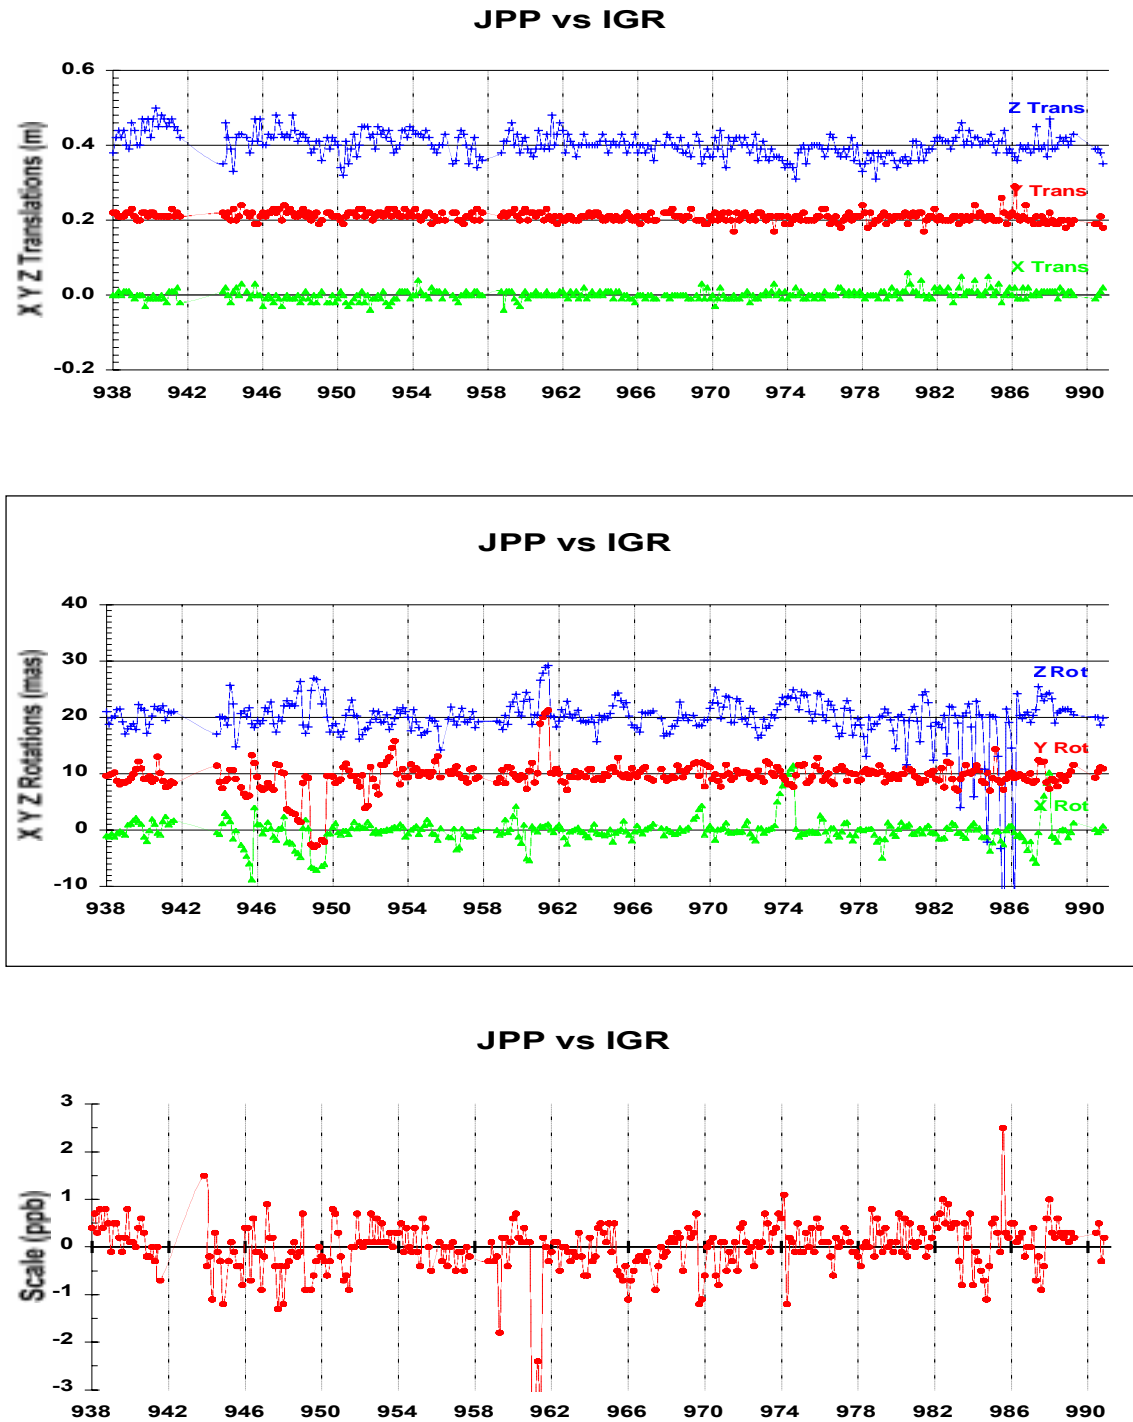 JPP vs IGR
X Y Z Translations (m)
0.6
0.4
0.2
0.0
-0.2
Z Trans
Y Trans
X Trans
938 942 946 950 954 958 962 966 970 974 978 982 986 990
JPP vs IGR
X Y Z Rotations (mas)
40
30
20
10
0
-10
Z Rot
Y Rot
X Rot
938 942 946 950 954 958 962 966 970 974 978 982 986 990
JPP vs IGR
Scale (ppb)
3
2
1
0
-1
-2
-3
938 942 946 950 954 958 962 966 970 974 978 982 986 990